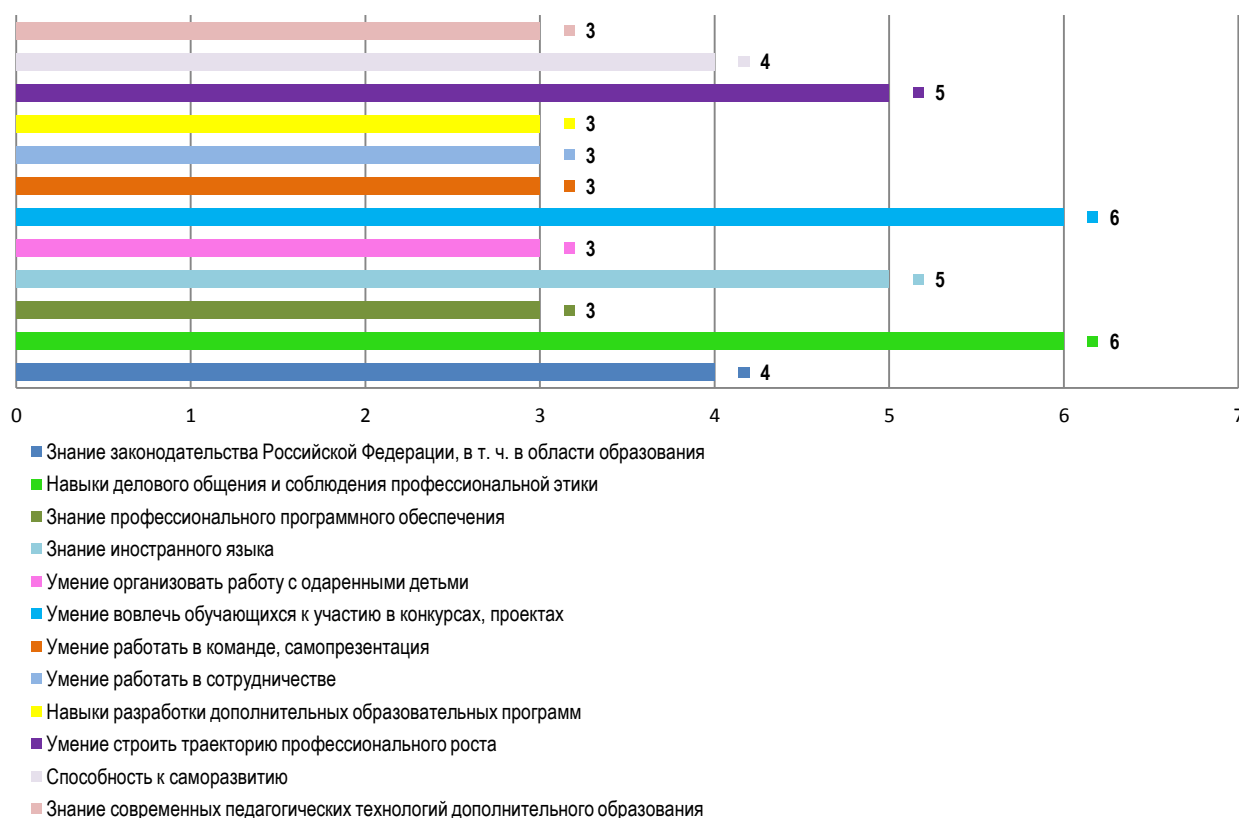 3
4
5
3
3
3
6
3
5
3
6
4
0 1 2 3 4 5 6 7
Знание законодательства Российской Федерации, в т. ч. в области образования
Навыки делового общения и соблюдения профессиональной этики
Знание профессионального программного обеспечения
Знание иностранного языка
Умение организовать работу с одаренными детьми
Умение вовлечь обучающихся к участию в конкурсах, проектах
Умение работать в команде, самопрезентация
Умение работать в сотрудничестве
Навыки разработки дополнительных образовательных программ
Умение строить траекторию профессионального роста
Способность к саморазвитию
Знание современных педагогических технологий дополнительного образования